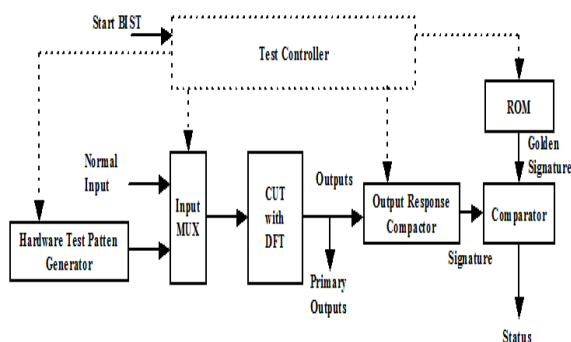 Start BIST
Test Controller
ROM
Golden
Signature
Normal
Input
Input
MUX
CUT
with
DFT
Outputs
Output Response
Compactor
Comparator
Hardware Test Patten
Generator
Signature
Primary
Outputs
Status